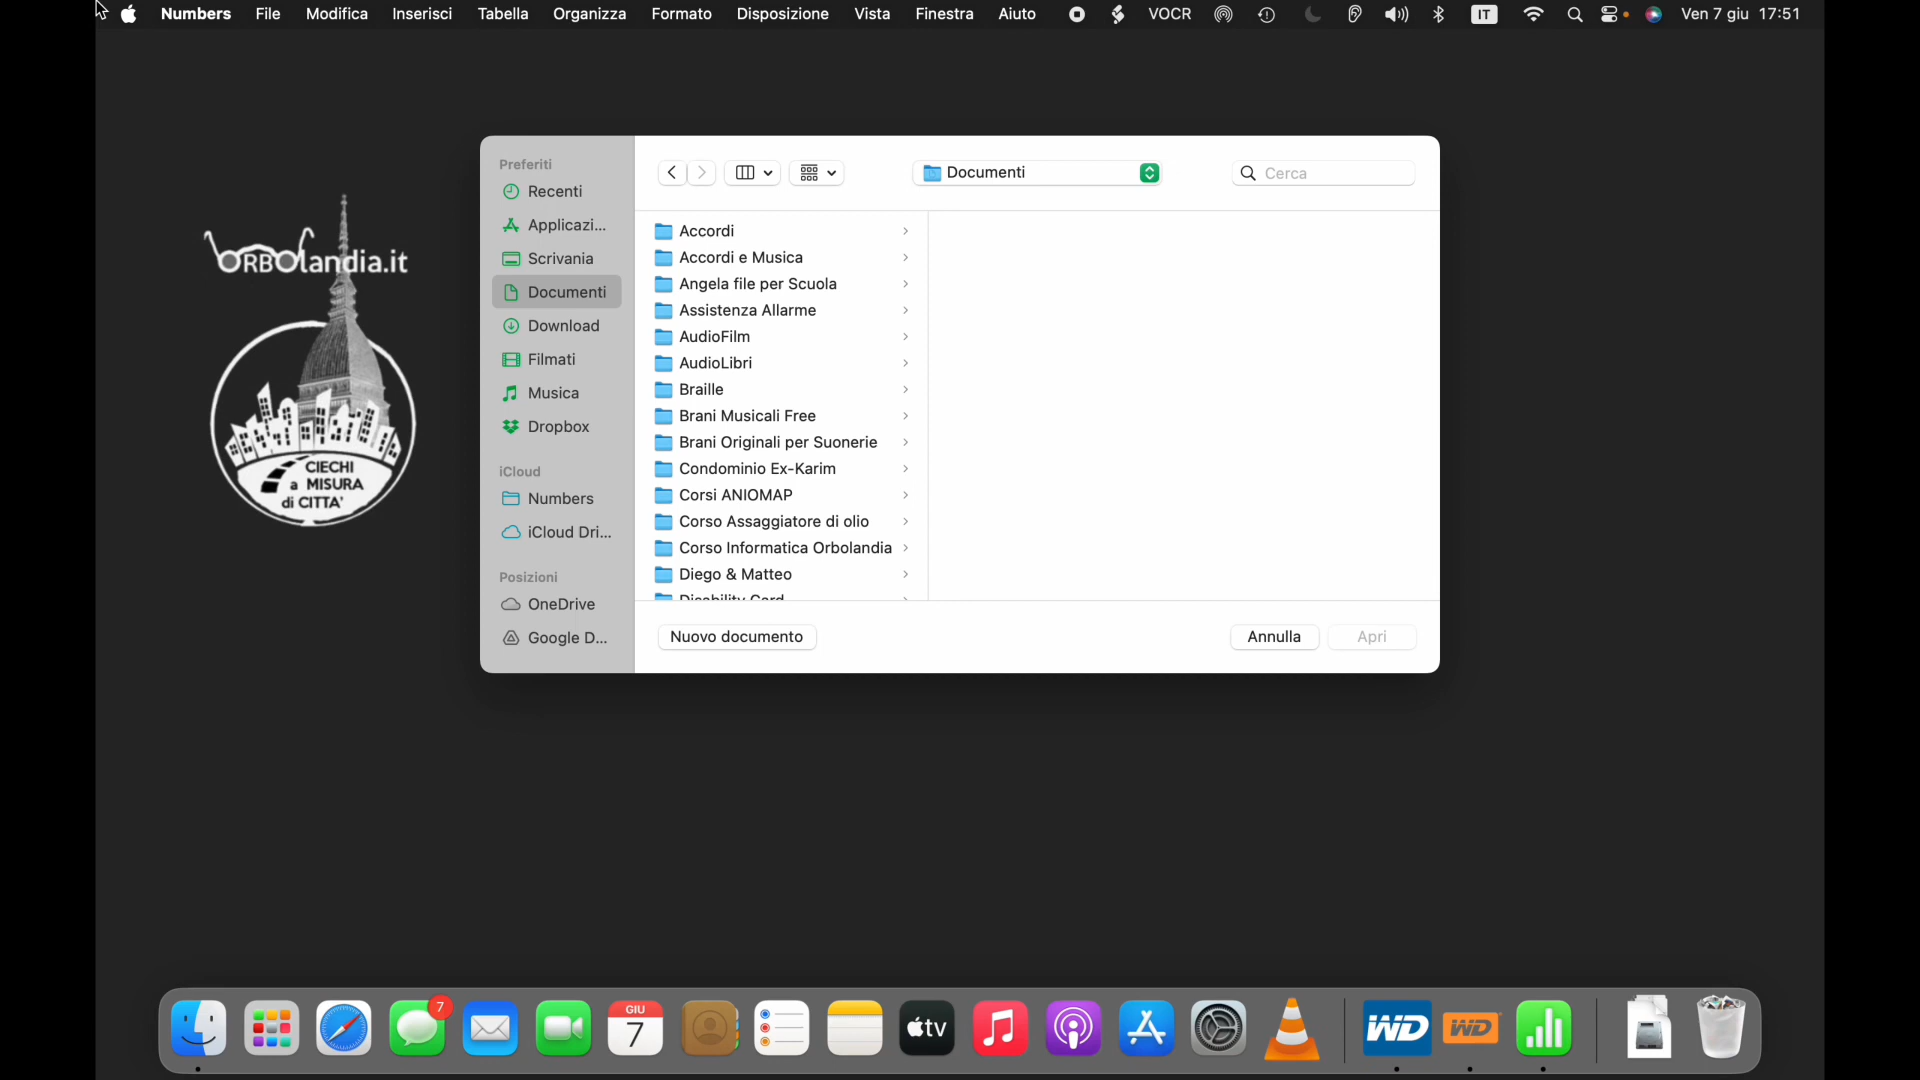 Numbers File Modifica Inserisci Tabella Organizza Formato Disposizione Vista Finestra Aiuto VOCR IT Ven 7 giu 17:51
ORBOlandia.it
CIECHI
a MISURA
di CITTA'
Preferiti
Recenti
Applicazi...
Scrivania
Documenti
Download
Filmati
Musica
Dropbox
iCloud
Numbers
iCloud Dri...
Posizioni
OneDrive
Google D...
Documenti
Cerca
Accordi
Accordi e Musica
Angela file per Scuola
Assistenza Allarme
AudioFilm
AudioLibri
Braille
Brani Musicali Free
Brani Originali per Suonerie
Condominio Ex-Karim
Corsi ANIOMAP
Corso Assaggiatore di olio
Corso Informatica Orbolandia
Diego & Matteo
Disability Card
Nuovo documento Annulla Apri
7
GIU
7
tv
WD
WD